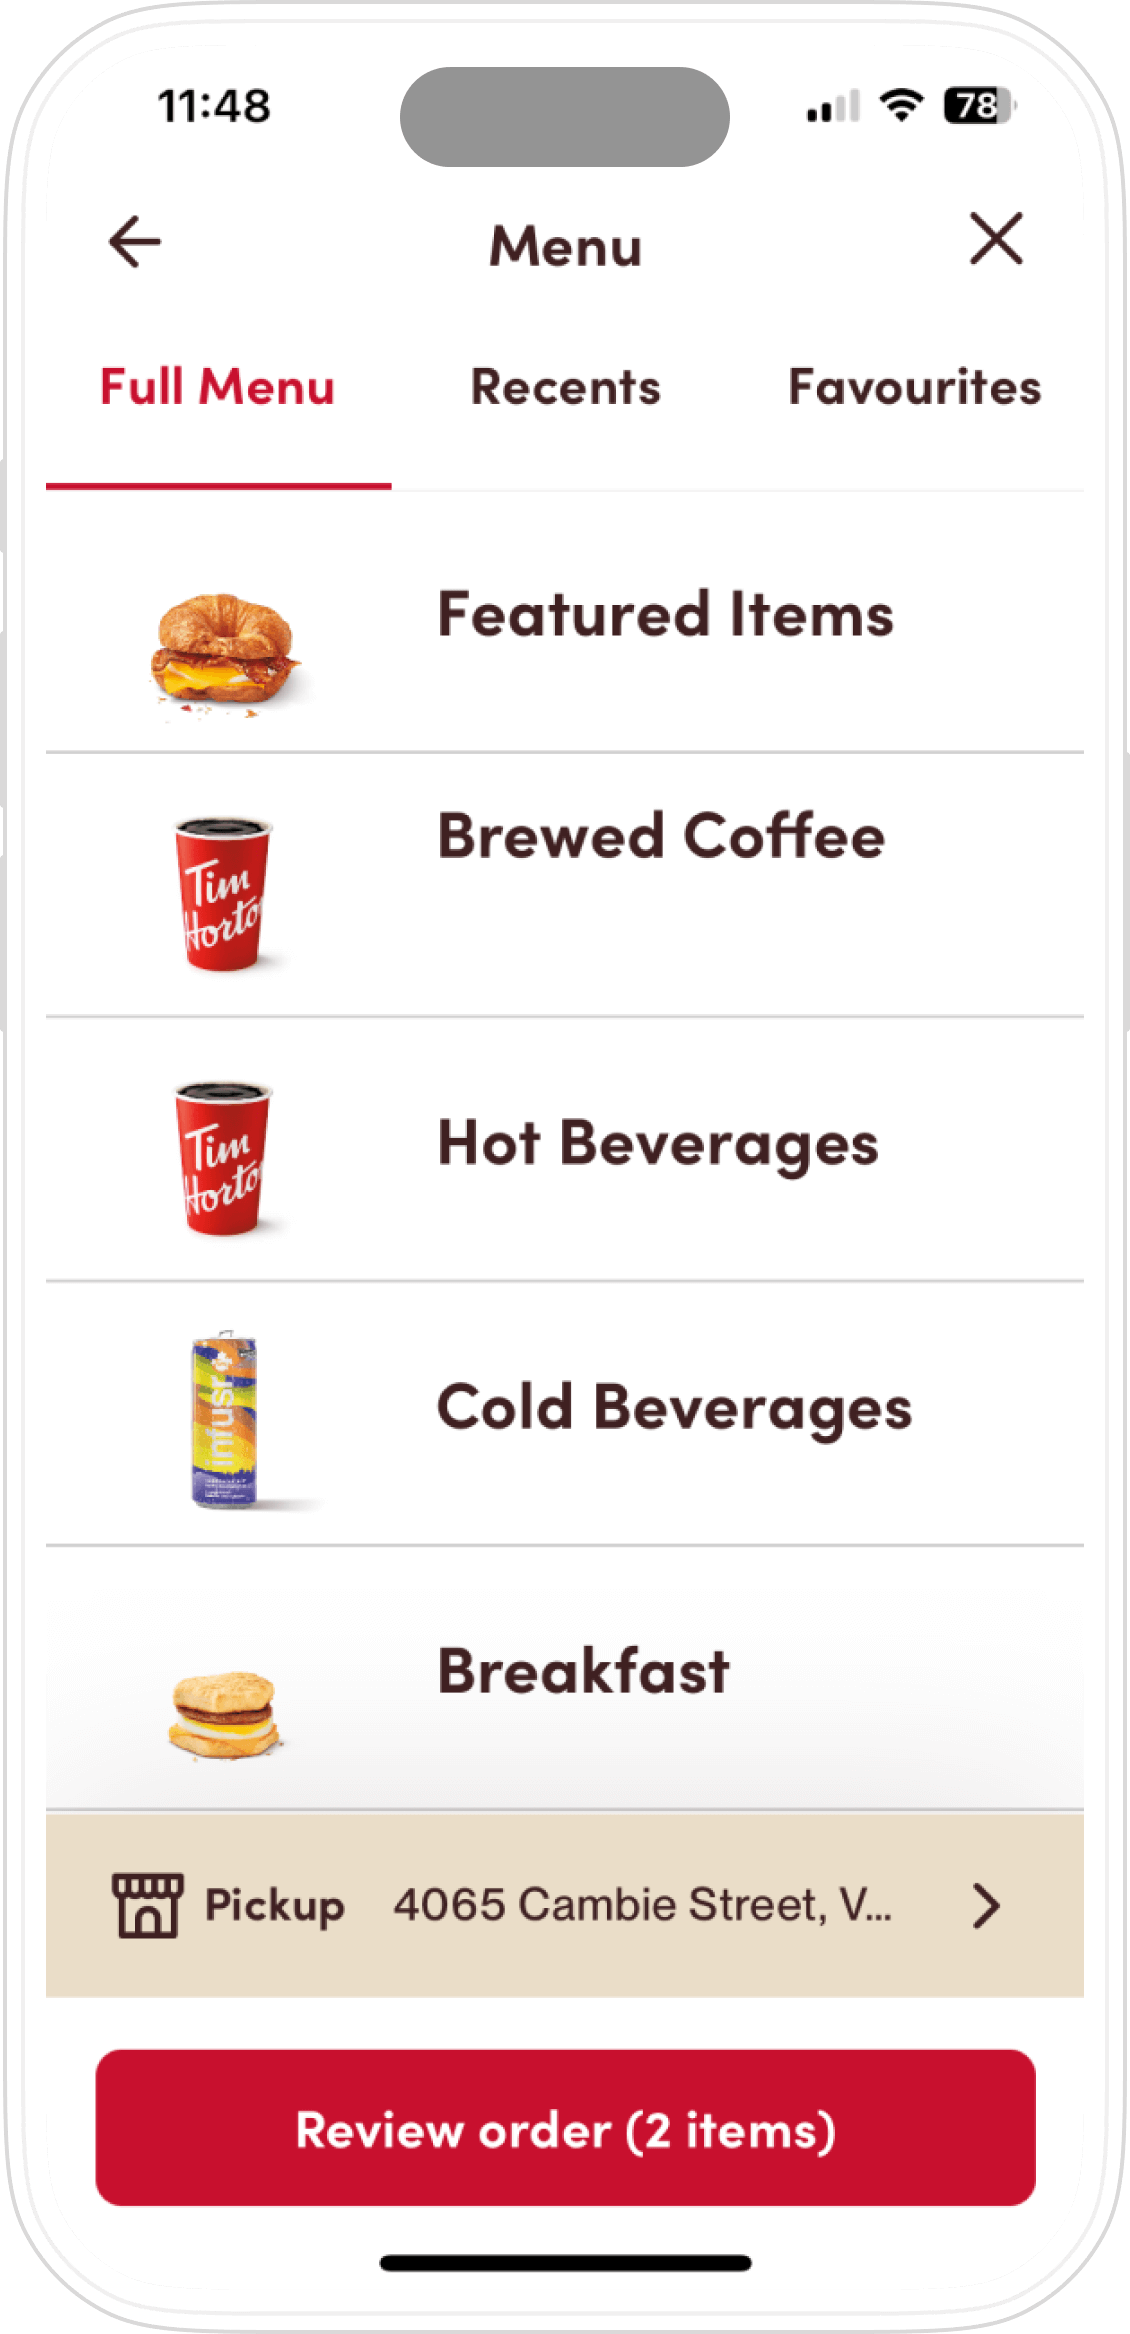 11:48
78
Menu
Full Menu Recents Favourites
Featured Items
Brewed Coffee
Tim
Horto
Hot Beverages
Tim
Horto
Cold Beverages
infusr
Breakfast
Pickup 4065 Cambie Street, V...
Review order (2 items)